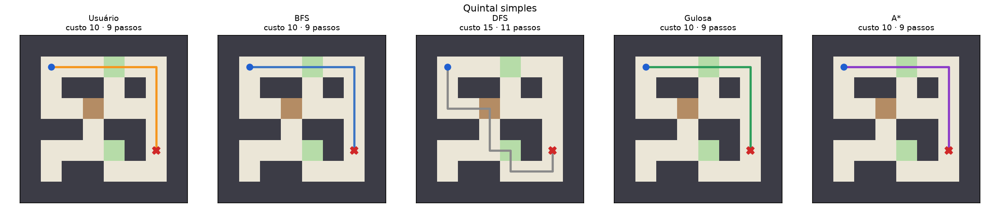 Quintal simples
Usuário
custo 10 · 9 passos
BFS
custo 10 · 9 passos
DFS
custo 15 · 11 passos
Gulosa
custo 10 · 9 passos
A*
custo 10 · 9 passos